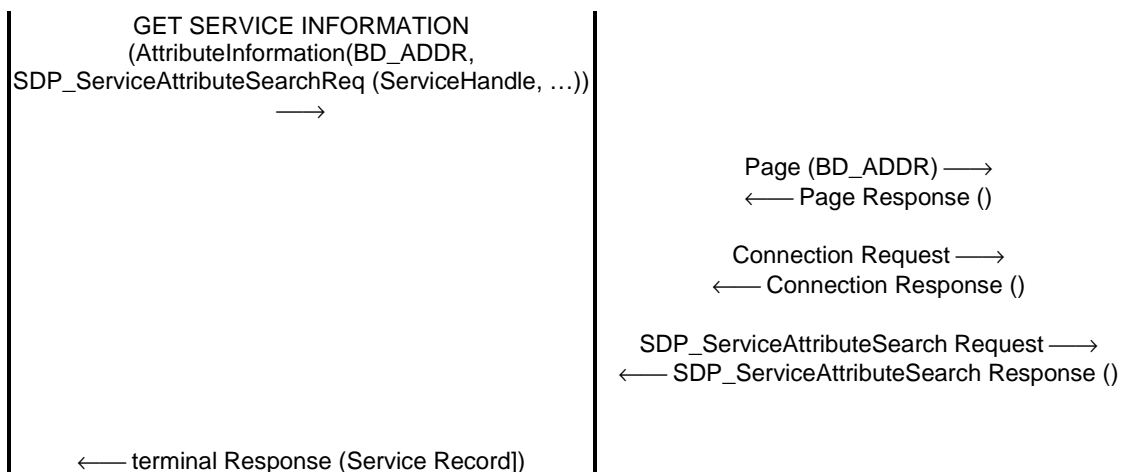 GET SERVICE INFORMATION
(AttributeInformation(BD_ADDR,
SDP_ServiceAttributeSearchReq (ServiceHandle, …))
⟶
Page (BD_ADDR) ⟶
⟵ Page Response ()
Connection Request ⟶
⟵ Connection Response ()
SDP_ServiceAttributeSearch Request ⟶
⟵ SDP_ServiceAttributeSearch Response ()
⟵ terminal Response (Service Record])